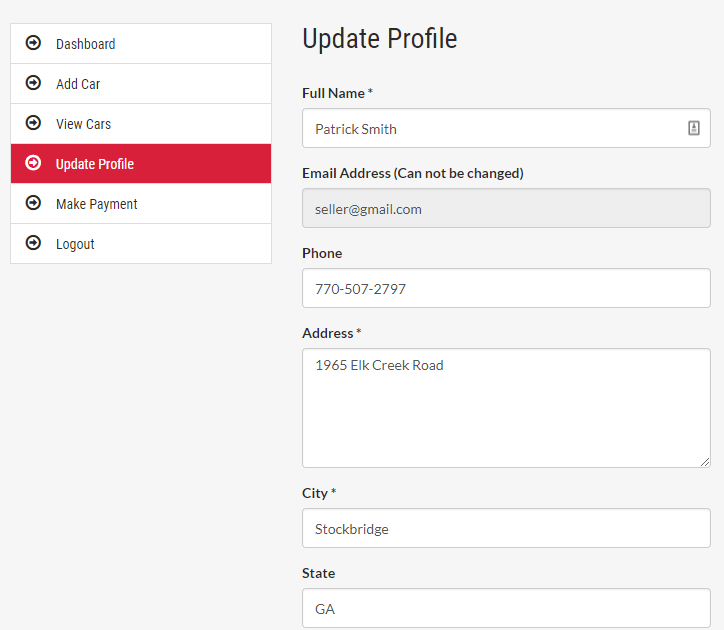 Dashboard
Add Car
View Cars
Update Profile
Make Payment
Logout
Update Profile
Full Name *
Patrick Smith
Email Address (Can not be changed)
seller@gmail.com
Phone
770-507-2797
Address *
1965 Elk Creek Road
City *
Stockbridge
State
GA